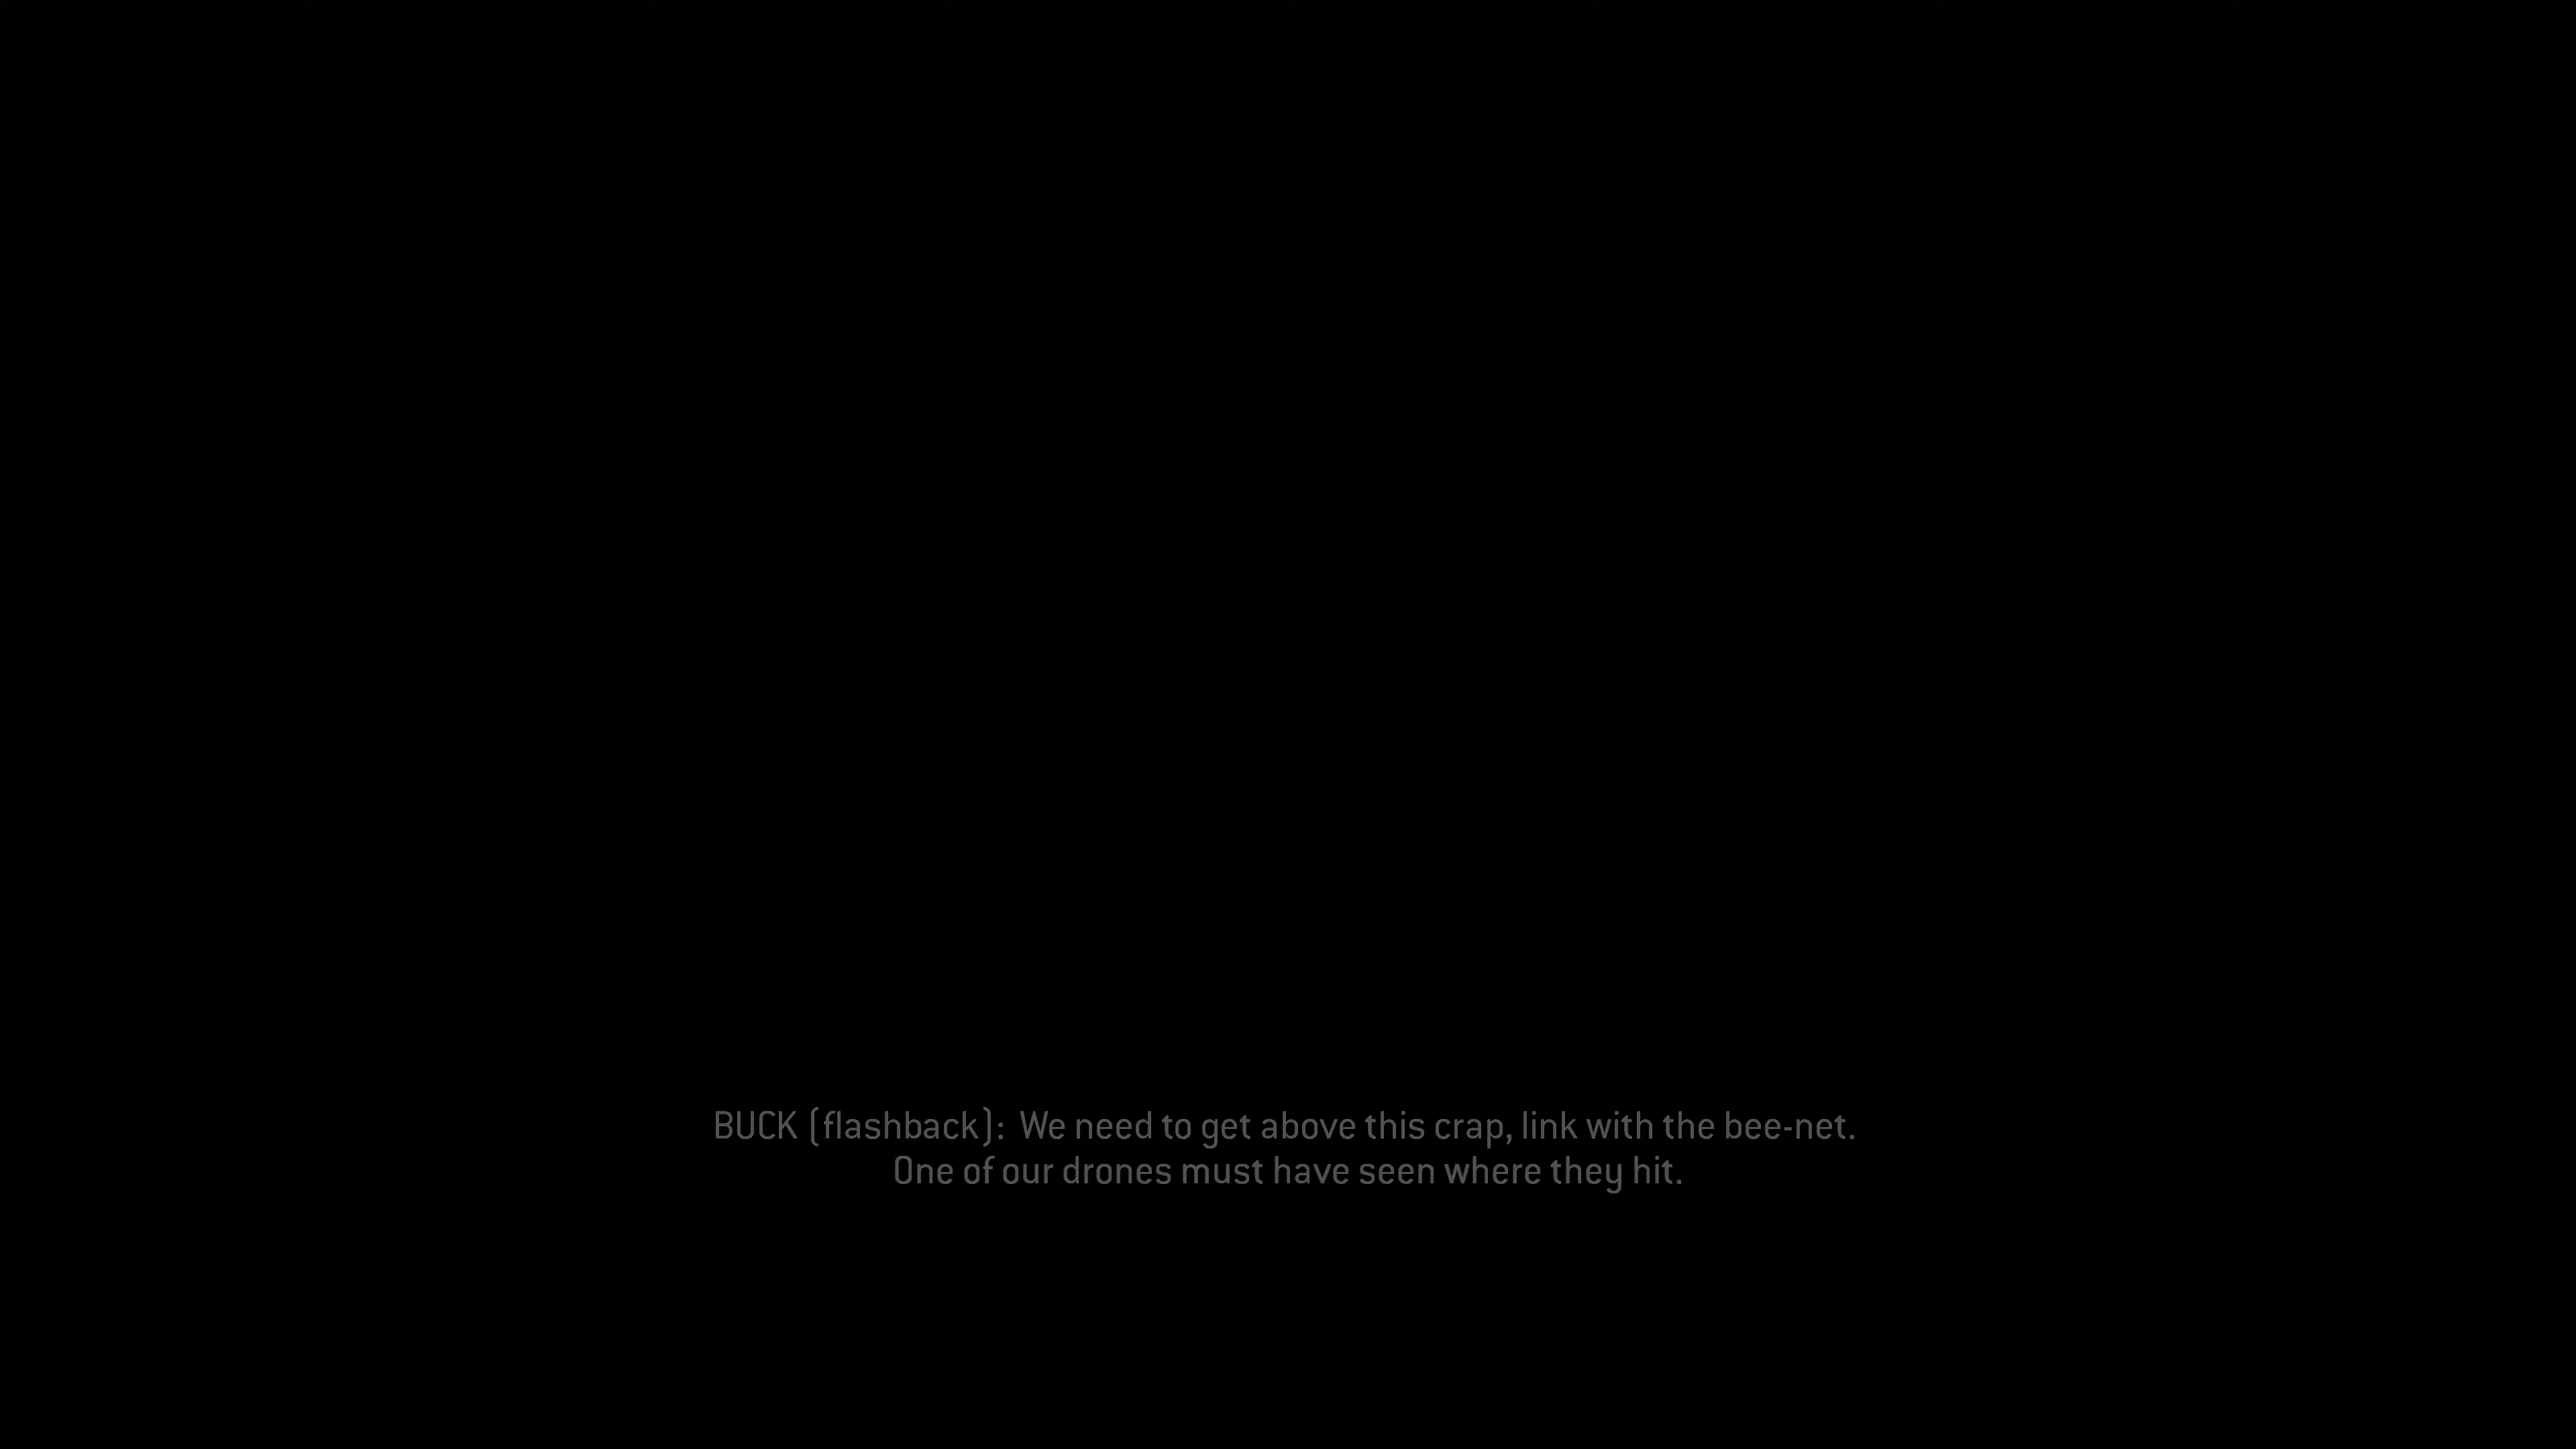 BUCK (flashback): We need to get above this crap, link with the bee-net.
One of our drones must have seen where they hit.